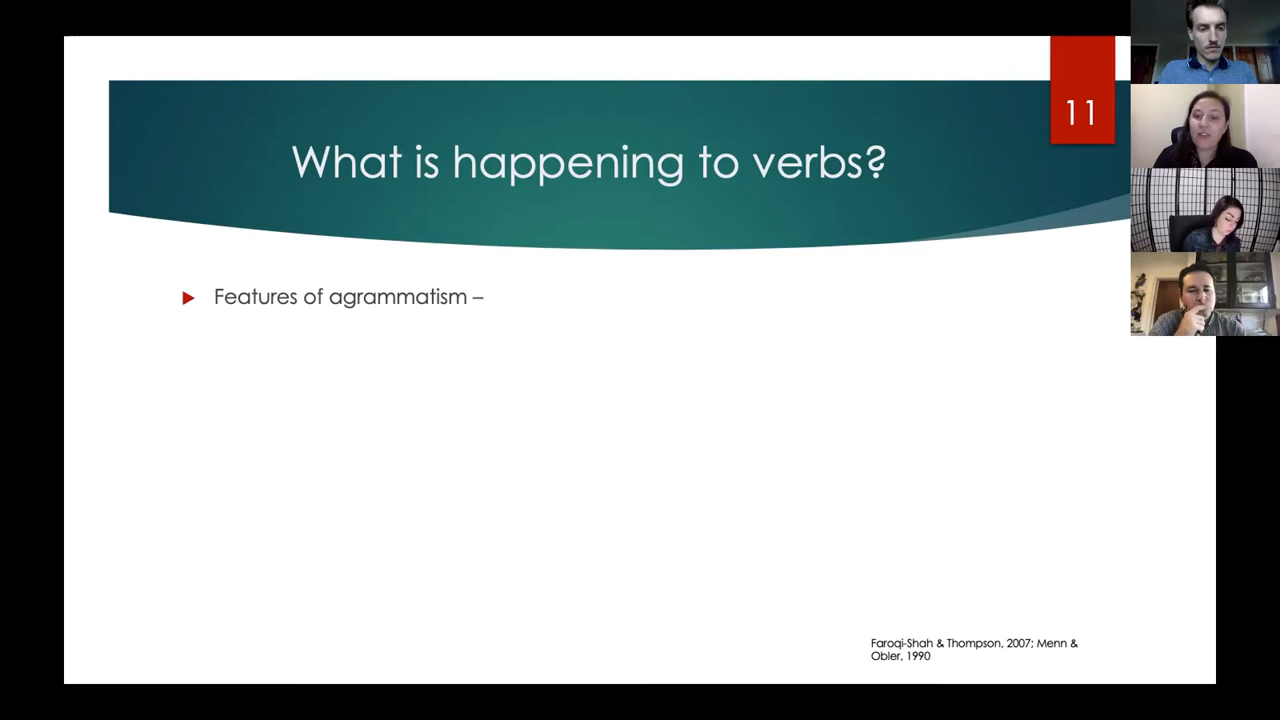 11
What is happening to verbs?
Features of agrammatism –
Faroqi-Shah & Thompson, 2007; Menn &
Obler, 1990